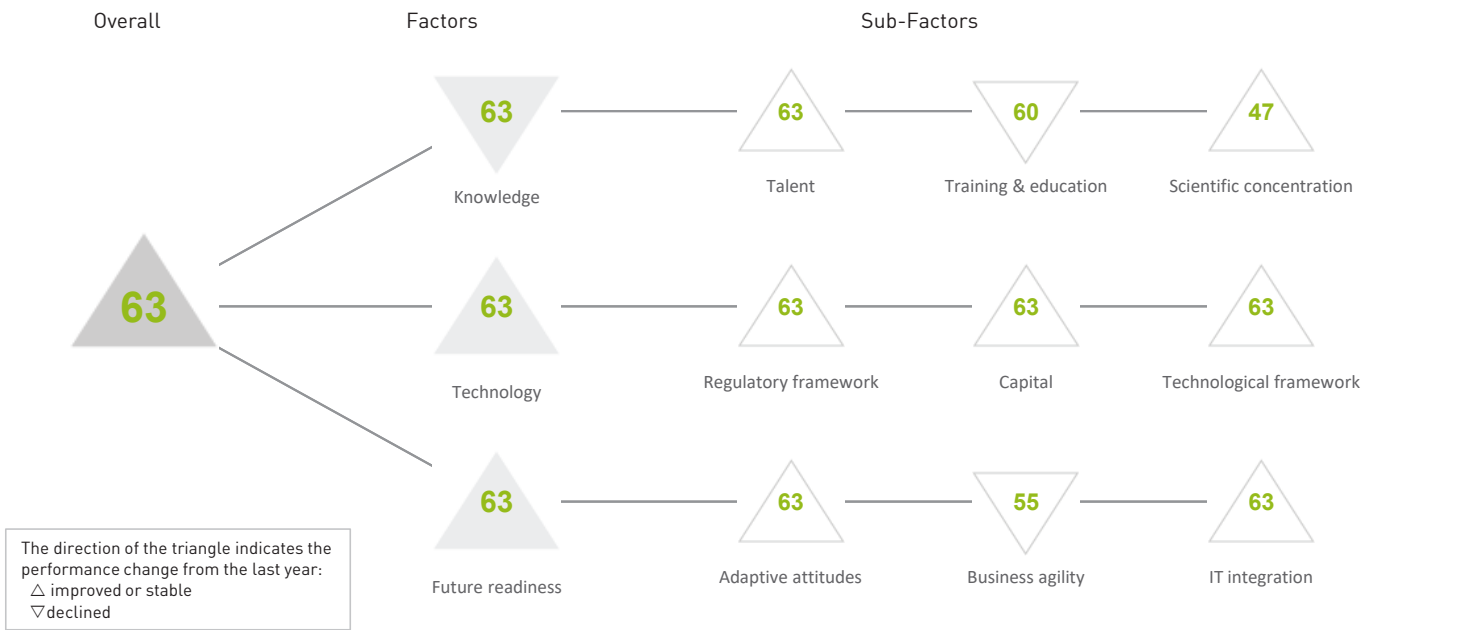 Overall Factors Sub-Factors
63 63 60 47
Knowledge Talent Training & education Scientific concentration
63 63 63 63 63
Technology Regulatory framework Capital Technological framework
63 63 55 63
Future readiness Adaptive attitudes Business agility IT integration
The direction of the triangle indicates the
performance change from the last year:
△ improved or stable
▽ declined